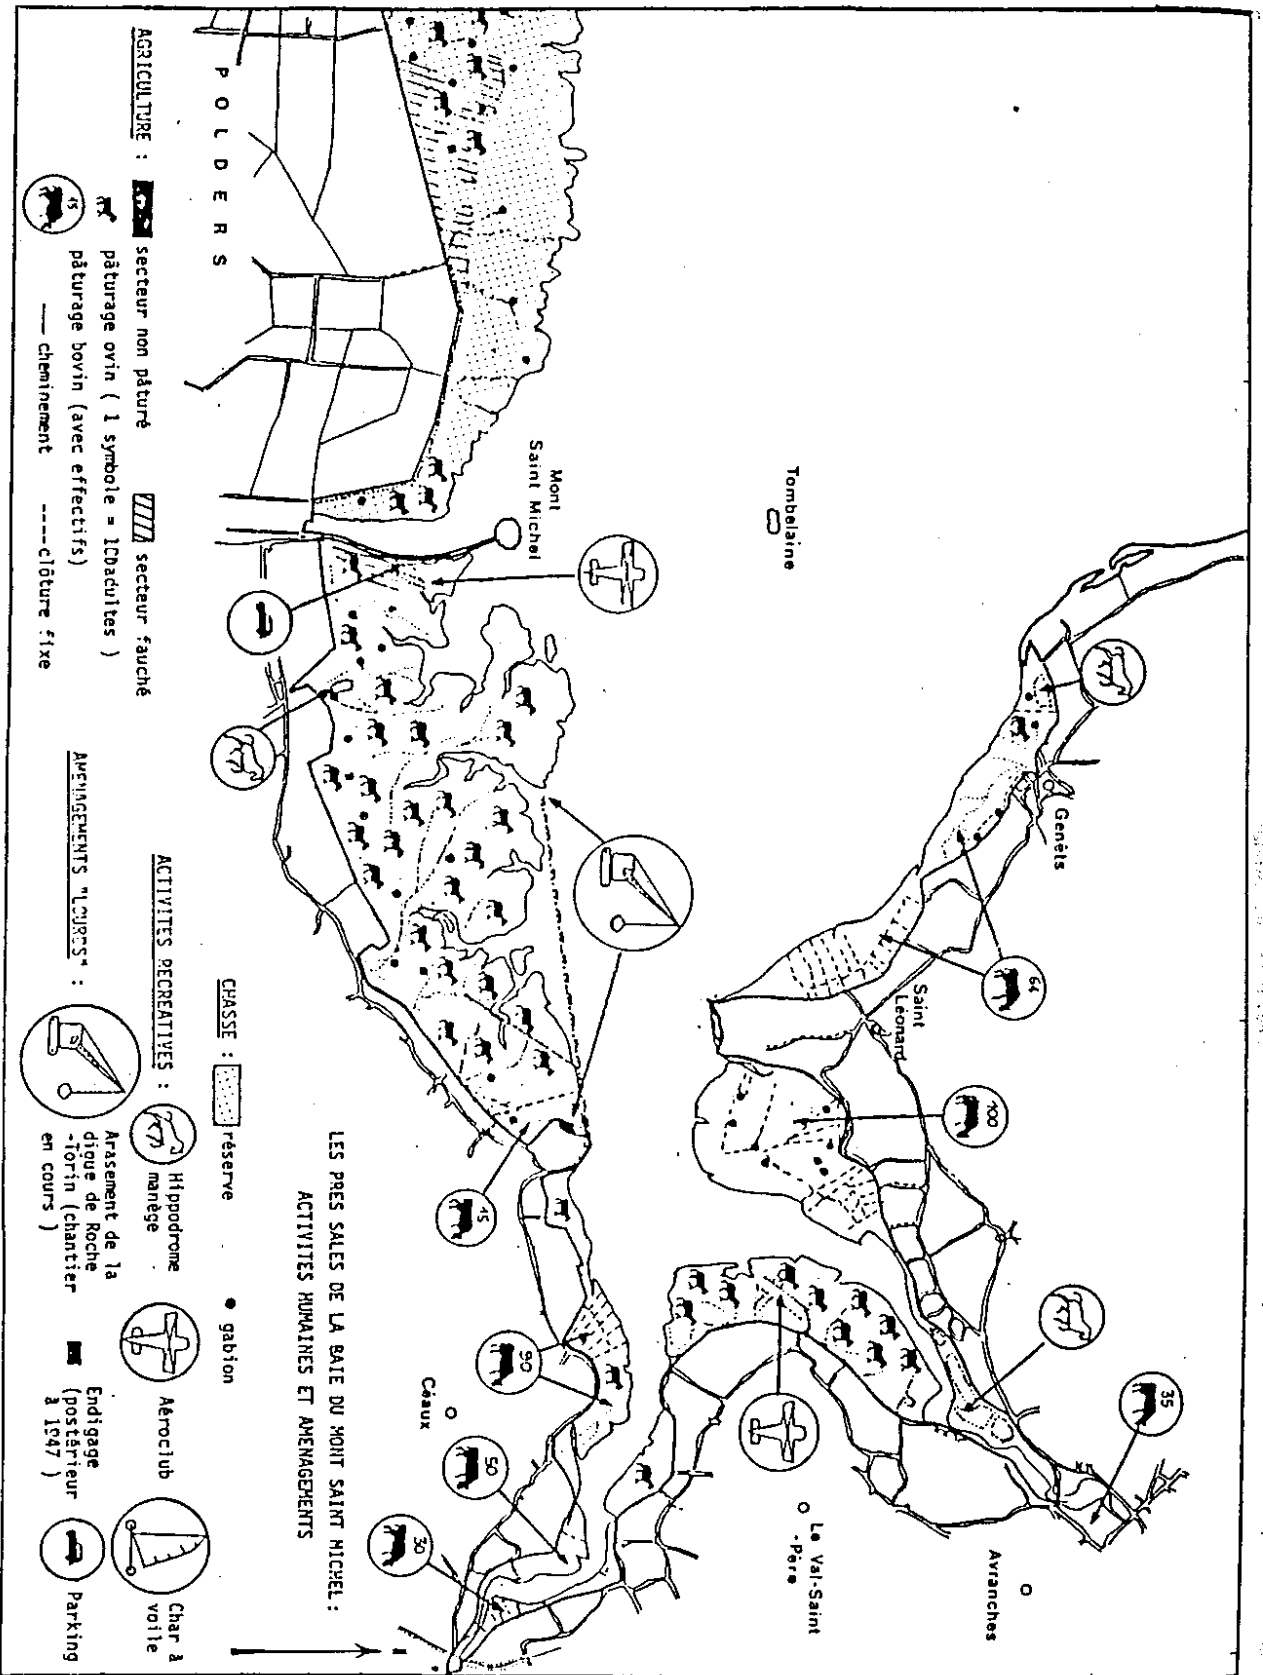 Tombelaine
Mont
Saint Michel
Genêts
Saint
Léonard
Avranches
Le Val-Saint
-Père
Céaux
POLDERS
64
100
35
15
90
50
30
LES PRES SALES DE LA BAIE DU MONT SAINT MICHEL :
ACTIVITES HUMAINES ET AMENAGEMENTS
AGRICULTURE :
secteur non pâturé
secteur fauché
pâturage ovin ( 1 symbole = 100adultes )
15
pâturage bovin (avec effectifs)
— cheminement
----clôture fixe
CHASSE :
réserve
gabion
ACTIVITES RECREATIVES :
Hippodrome
manège
Aéroclub
Char à
voile
AMENAGEMENTS "LOURDS" :
Arasement de la
digue de Roche
-Torin (chantier
en cours )
Endigage
(postérieur
à 1947 )
Parking